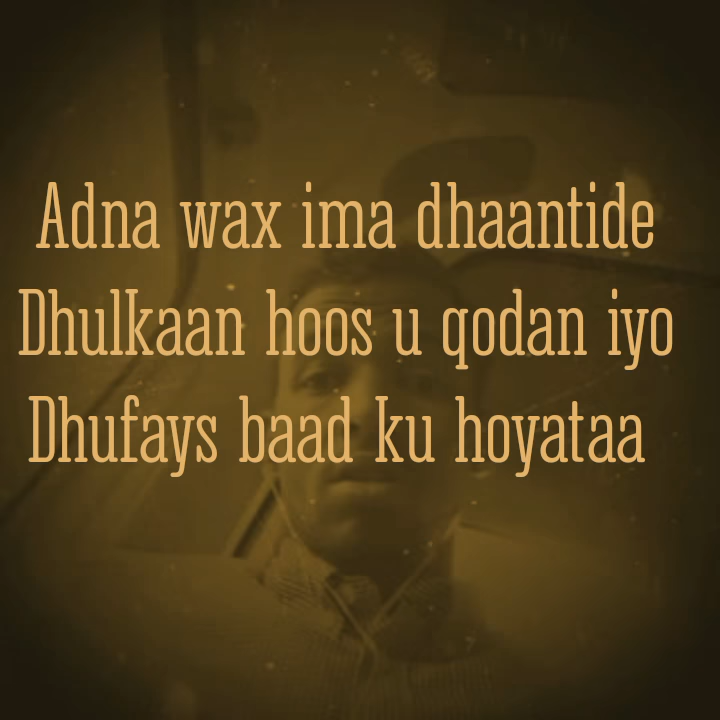 Adna wax ima dhaantide
Dhulkaan hoos u qodan iyo
Dhufays baad ku hoyataa